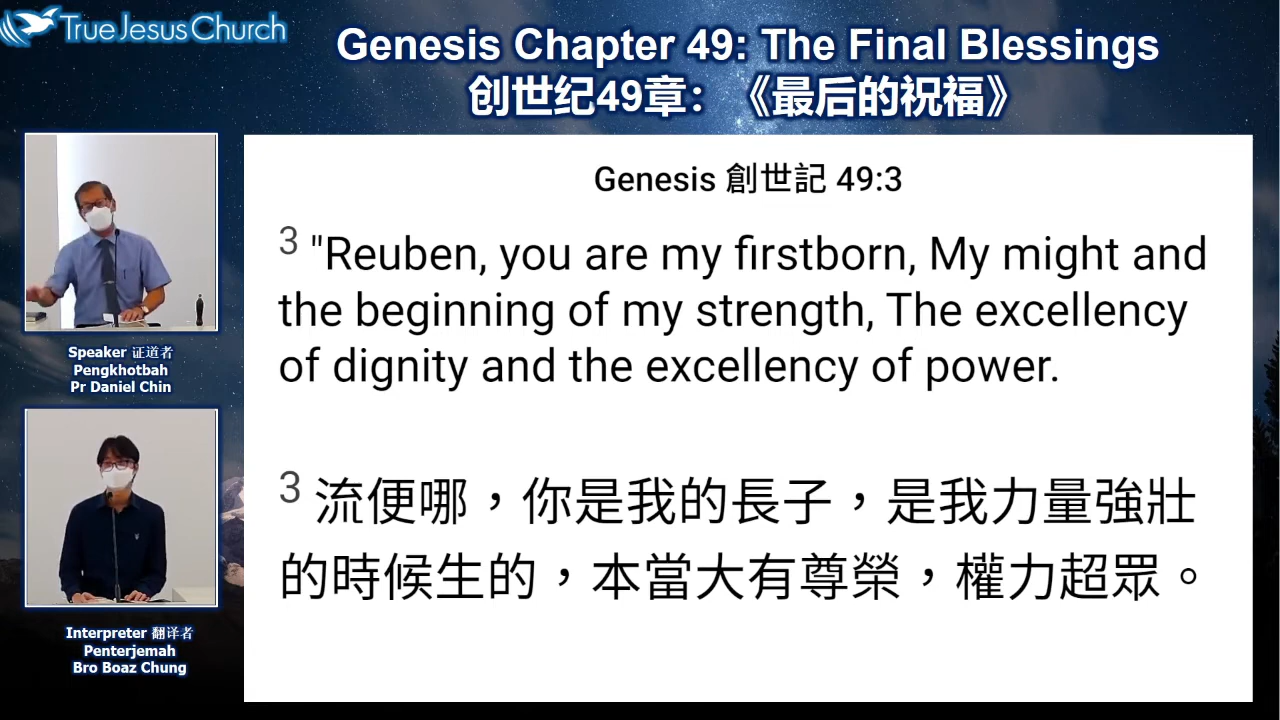 True Jesus Church
Genesis Chapter 49: The Final Blessings
创世纪49章：《最后的祝福》
Speaker 证道者
Pengkhotbah
Pr Daniel Chin
Interpreter 翻译者
Penterjemah
Bro Boaz Chung
Genesis 創世記 49:3
3 "Reuben, you are my firstborn, My might and
the beginning of my strength, The excellency
of dignity and the excellency of power.
3 流便哪，你是我的長子，是我力量強壯
的時候生的，本當大有尊榮，權力超眾。